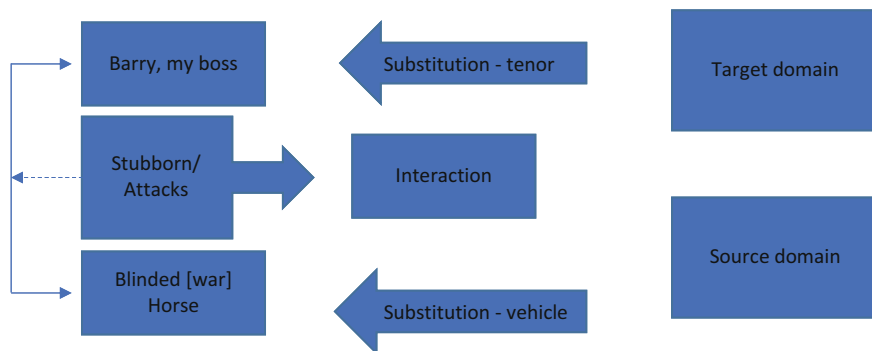 Barry, my boss
Substitution - tenor
Target domain
Stubborn/
Attacks
Interaction
Blinded [war]
Horse
Substitution - vehicle
Source domain